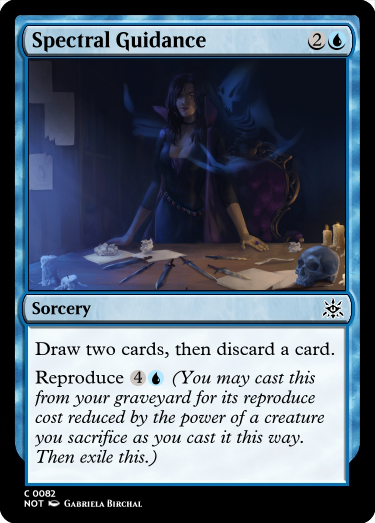 Spectral Guidance 2
Sorcery
Draw two cards, then discard a card.
Reproduce 4 (You may cast this
from your graveyard for its reproduce
cost reduced by the power of a creature
you sacrifice as you cast it this way.
Then exile this.)
C 0082
NOT GABRIELA BIRCHAL